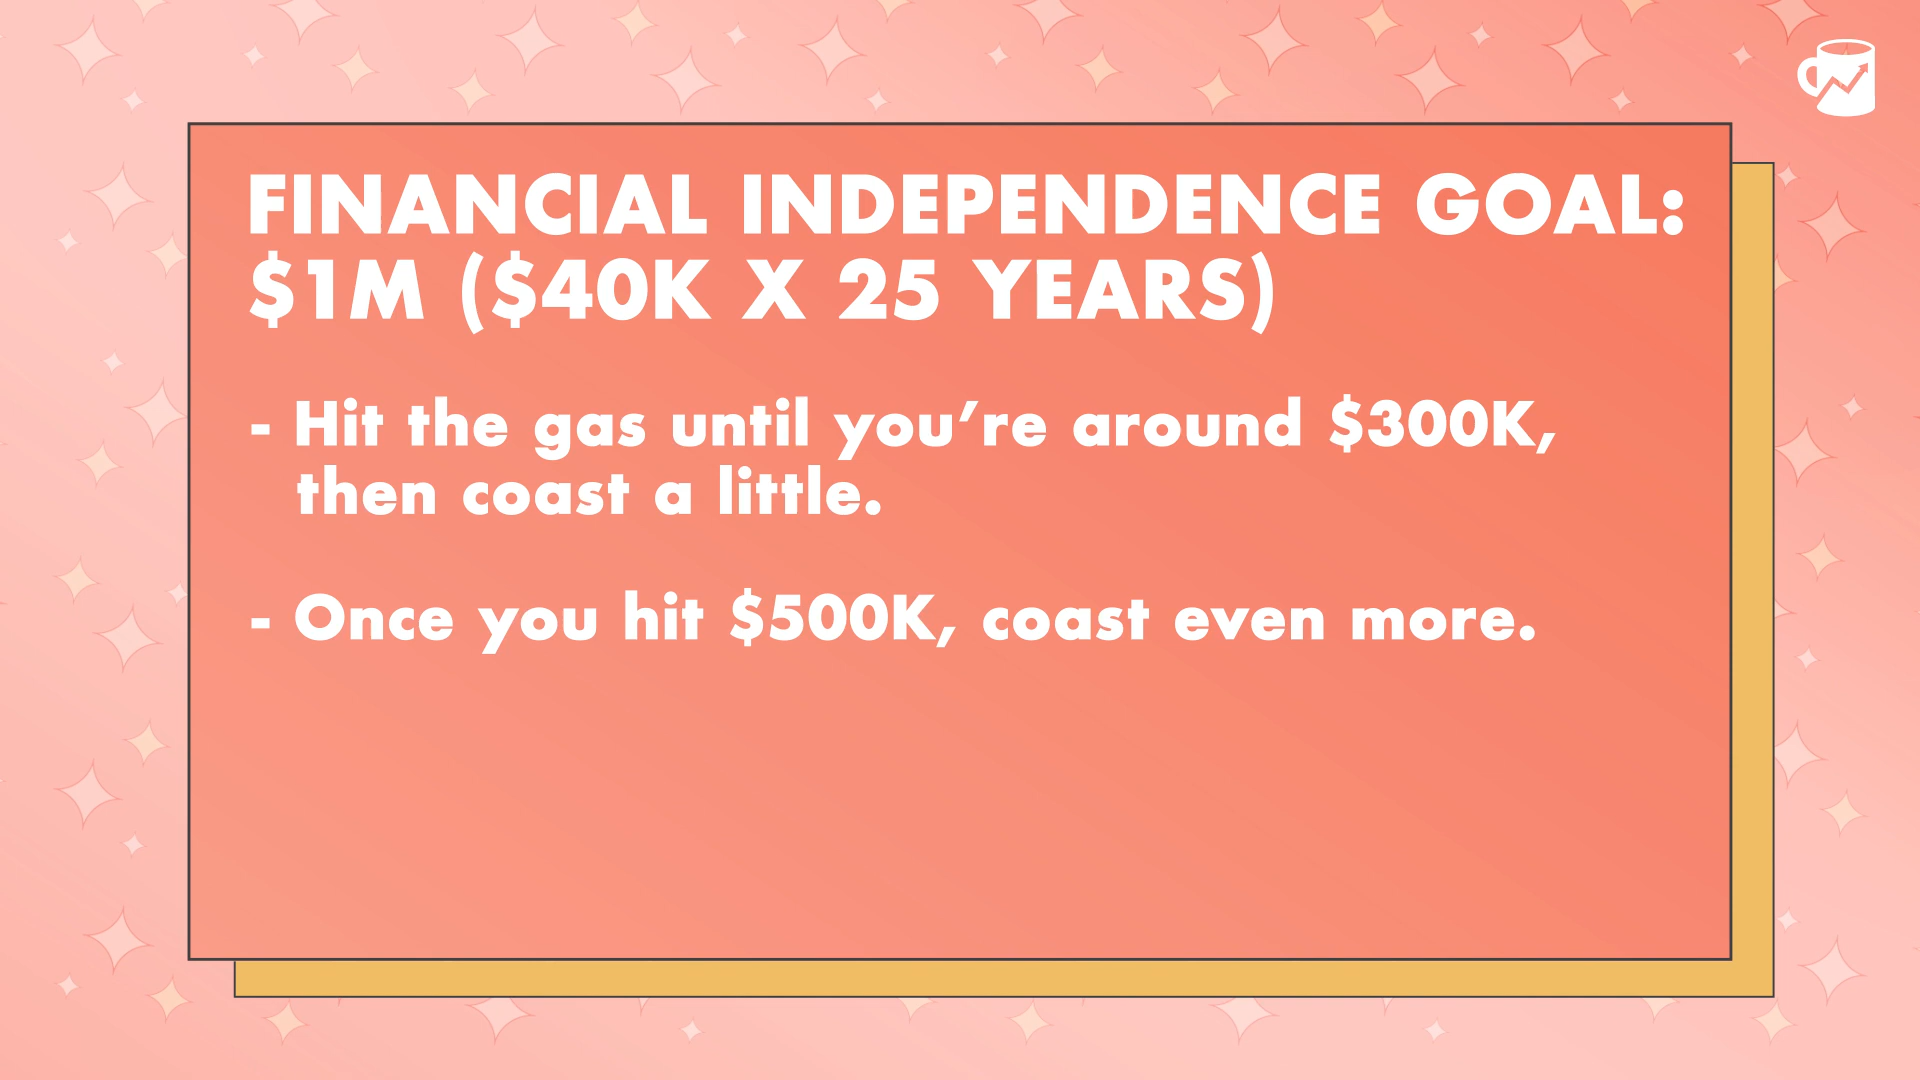 FINANCIAL INDEPENDENCE GOAL:
$1M ($40K X 25 YEARS)
- Hit the gas until you’re around $300K,
then coast a little.
- Once you hit $500K, coast even more.